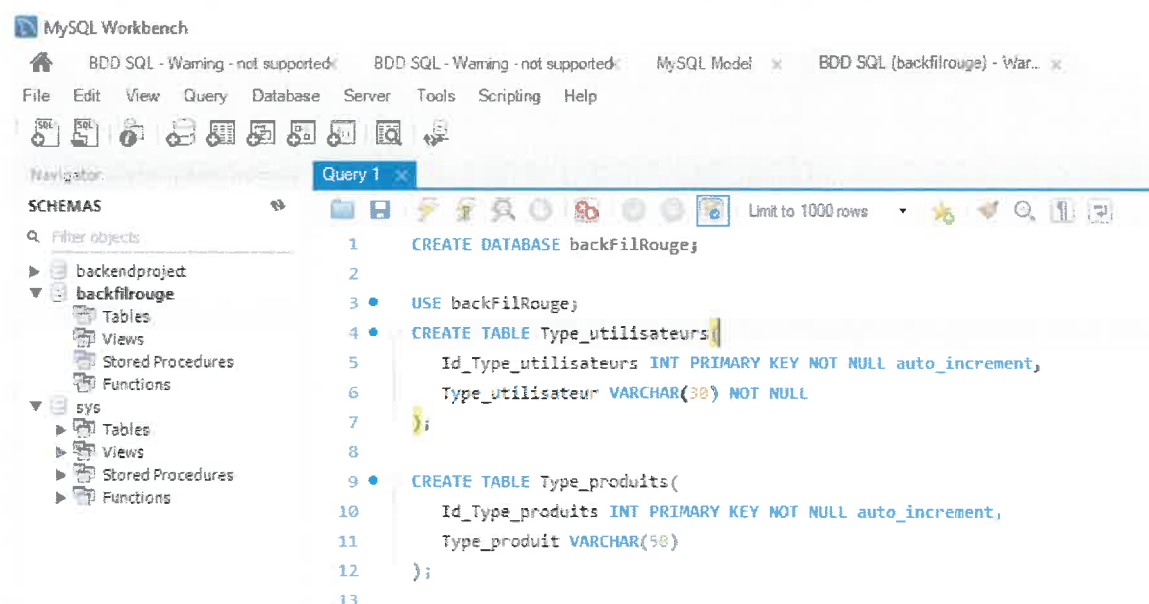 MySQL Workbench
BDD SQL - Warning - not supported
BDD SQL - Warning - not supported
MySQL Model
BDD SQL (backfilrouge) - War...
File Edit View Query Database Server Tools Scripting Help
Navigator
Query 1
SCHEMAS
Limit to 1000 rows
Filter objects
backendproject
backfilrouge
Tables
Views
Stored Procedures
Functions
sys
Tables
Views
Stored Procedures
Functions
1 CREATE DATABASE backFilRouge;
2
3 USE backFilRouge;
4 CREATE TABLE Type_utilisateurs(
5 Id_Type_utilisateurs INT PRIMARY KEY NOT NULL auto_increment,
6 Type_utilisateur VARCHAR(30) NOT NULL
7 );
8
9 CREATE TABLE Type_produits(
10 Id_Type_produits INT PRIMARY KEY NOT NULL auto_increment,
11 Type_produit VARCHAR(50)
12 );
13